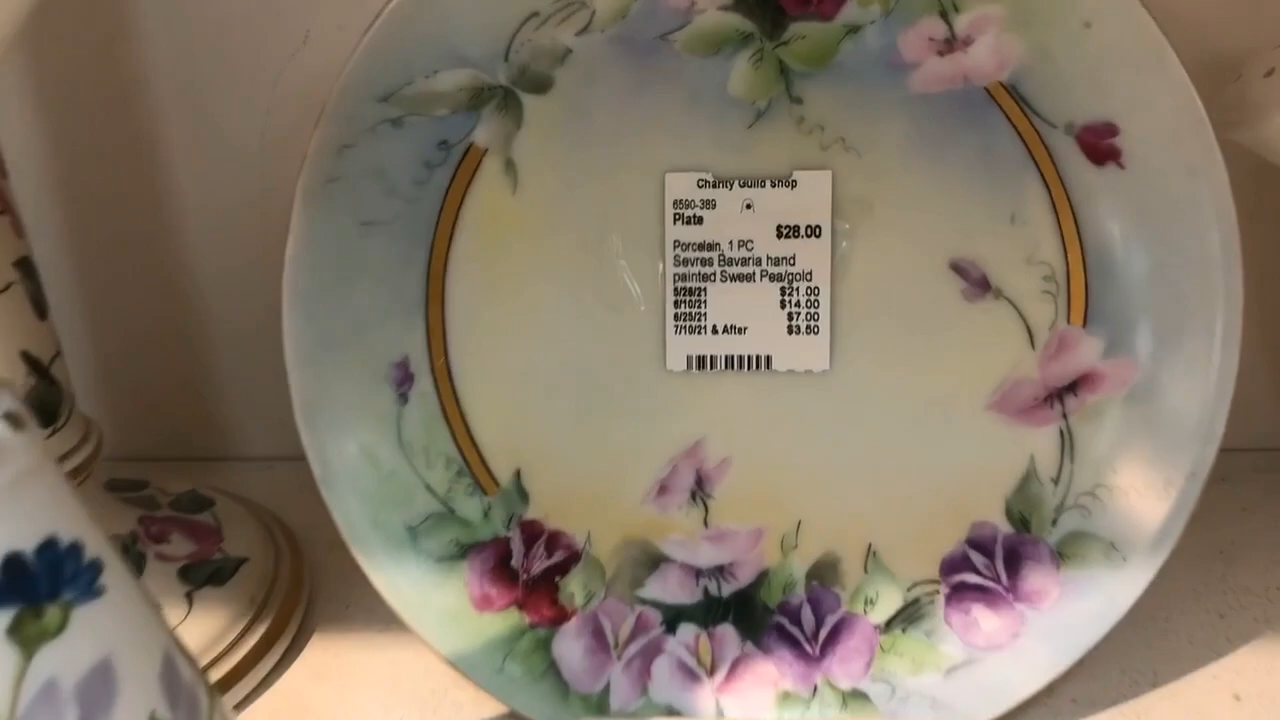 Charity Guild Shop
6590-389
Plate
$28.00
Porcelain, 1 PC
Sevres Bavaria hand
painted Sweet Pea/gold
5/26/21 $21.00
6/10/21 $14.00
6/25/21 $7.00
7/10/21 & After $3.50